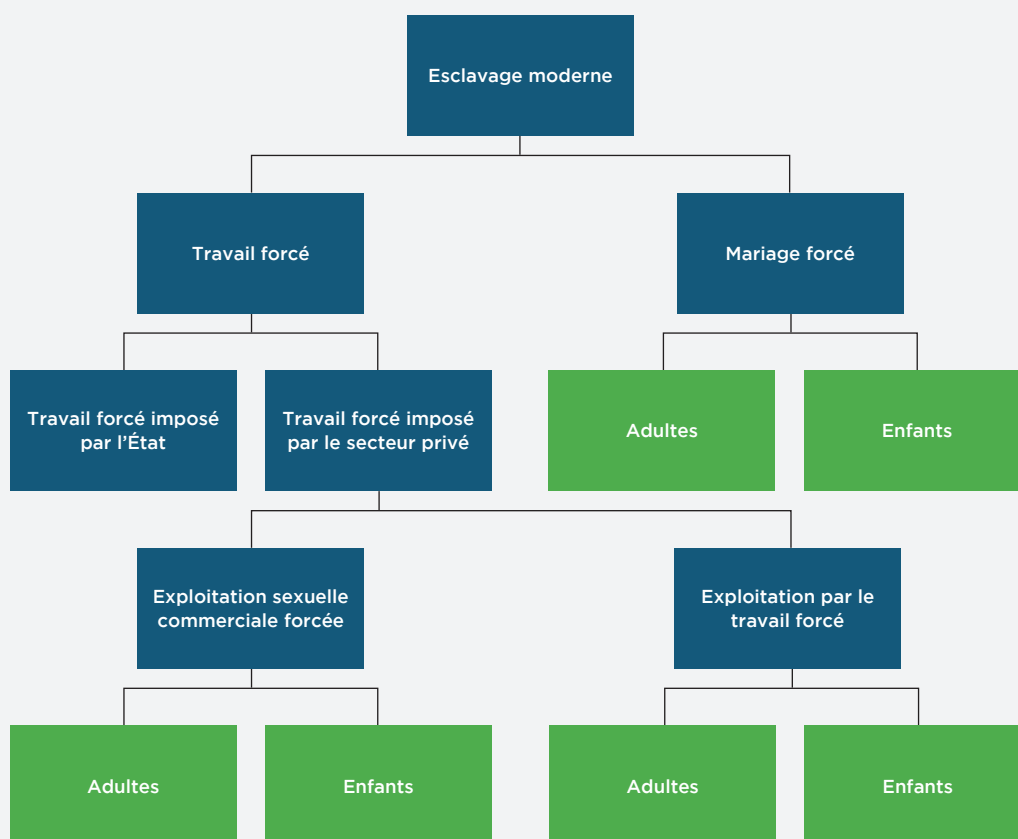 Esclavage moderne
Travail forcé
Mariage forcé
Travail forcé imposé
par l’État
Travail forcé imposé
par le secteur privé
Adultes
Enfants
Exploitation sexuelle
commerciale forcée
Exploitation par le
travail forcé
Adultes
Enfants
Adultes
Enfants